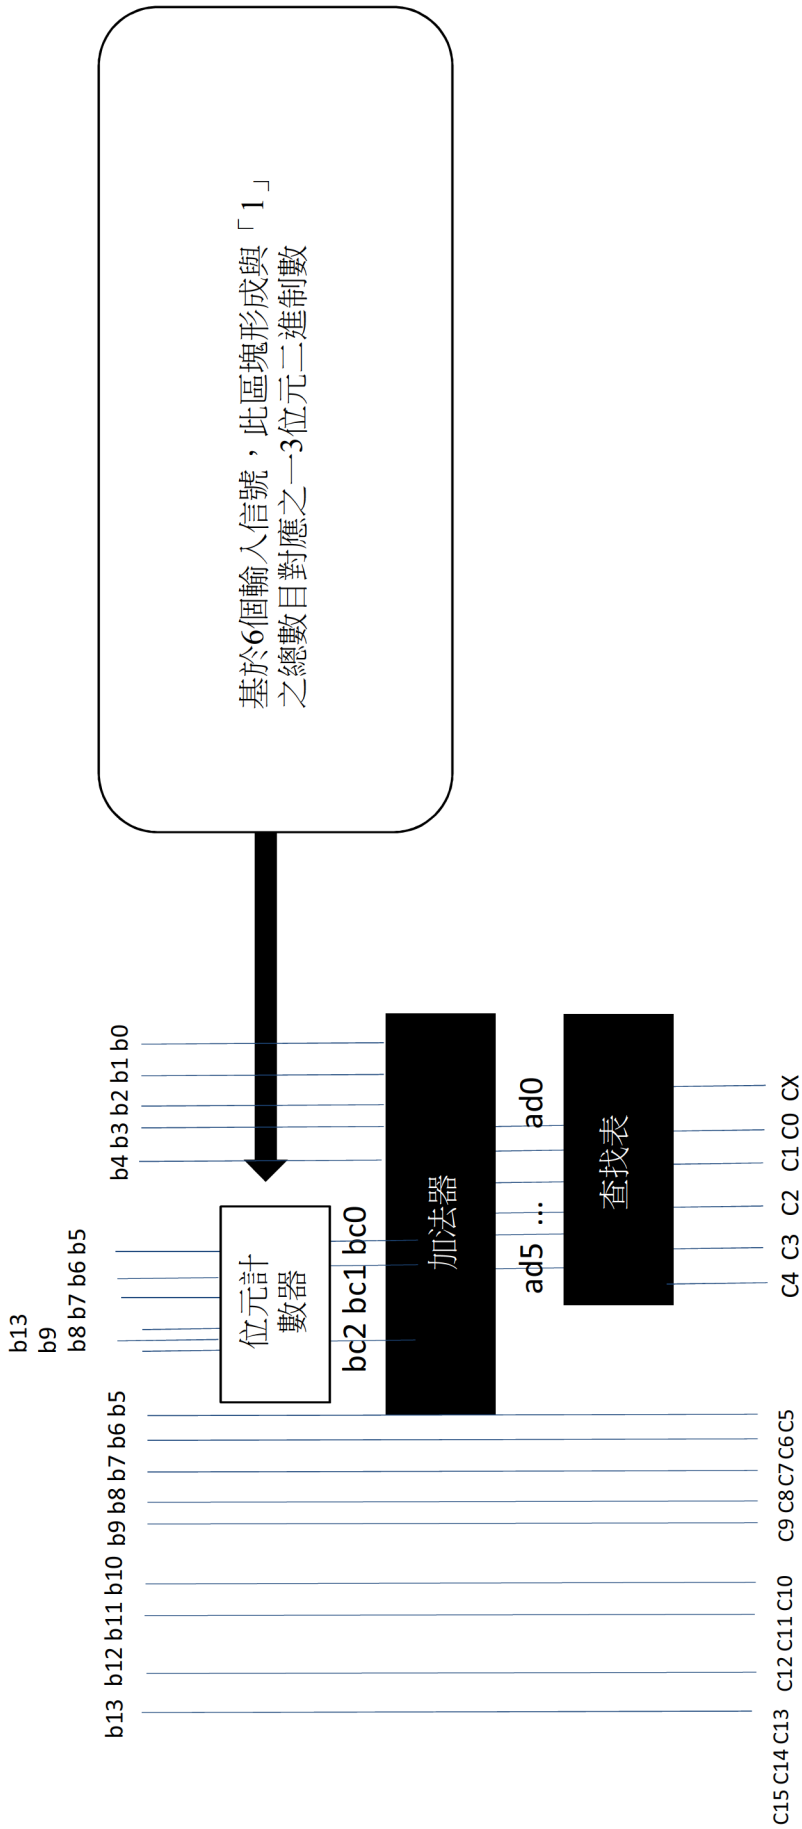 基於6個輸入信號，此區塊形成與「1」
之總數目對應之一3位元二進制數
b13
b9
b8 b7 b6 b5
b13 b12 b11 b10 b9 b8 b7 b6 b5 b4 b3 b2 b1 b0
位元計
數器
bc2 bc1 bc0
加法器
ad5 ... ad0
查找表
C15 C14 C13 C12 C11 C10 C9 C8 C7 C6 C5 C4 C3 C2 C1 C0 CX